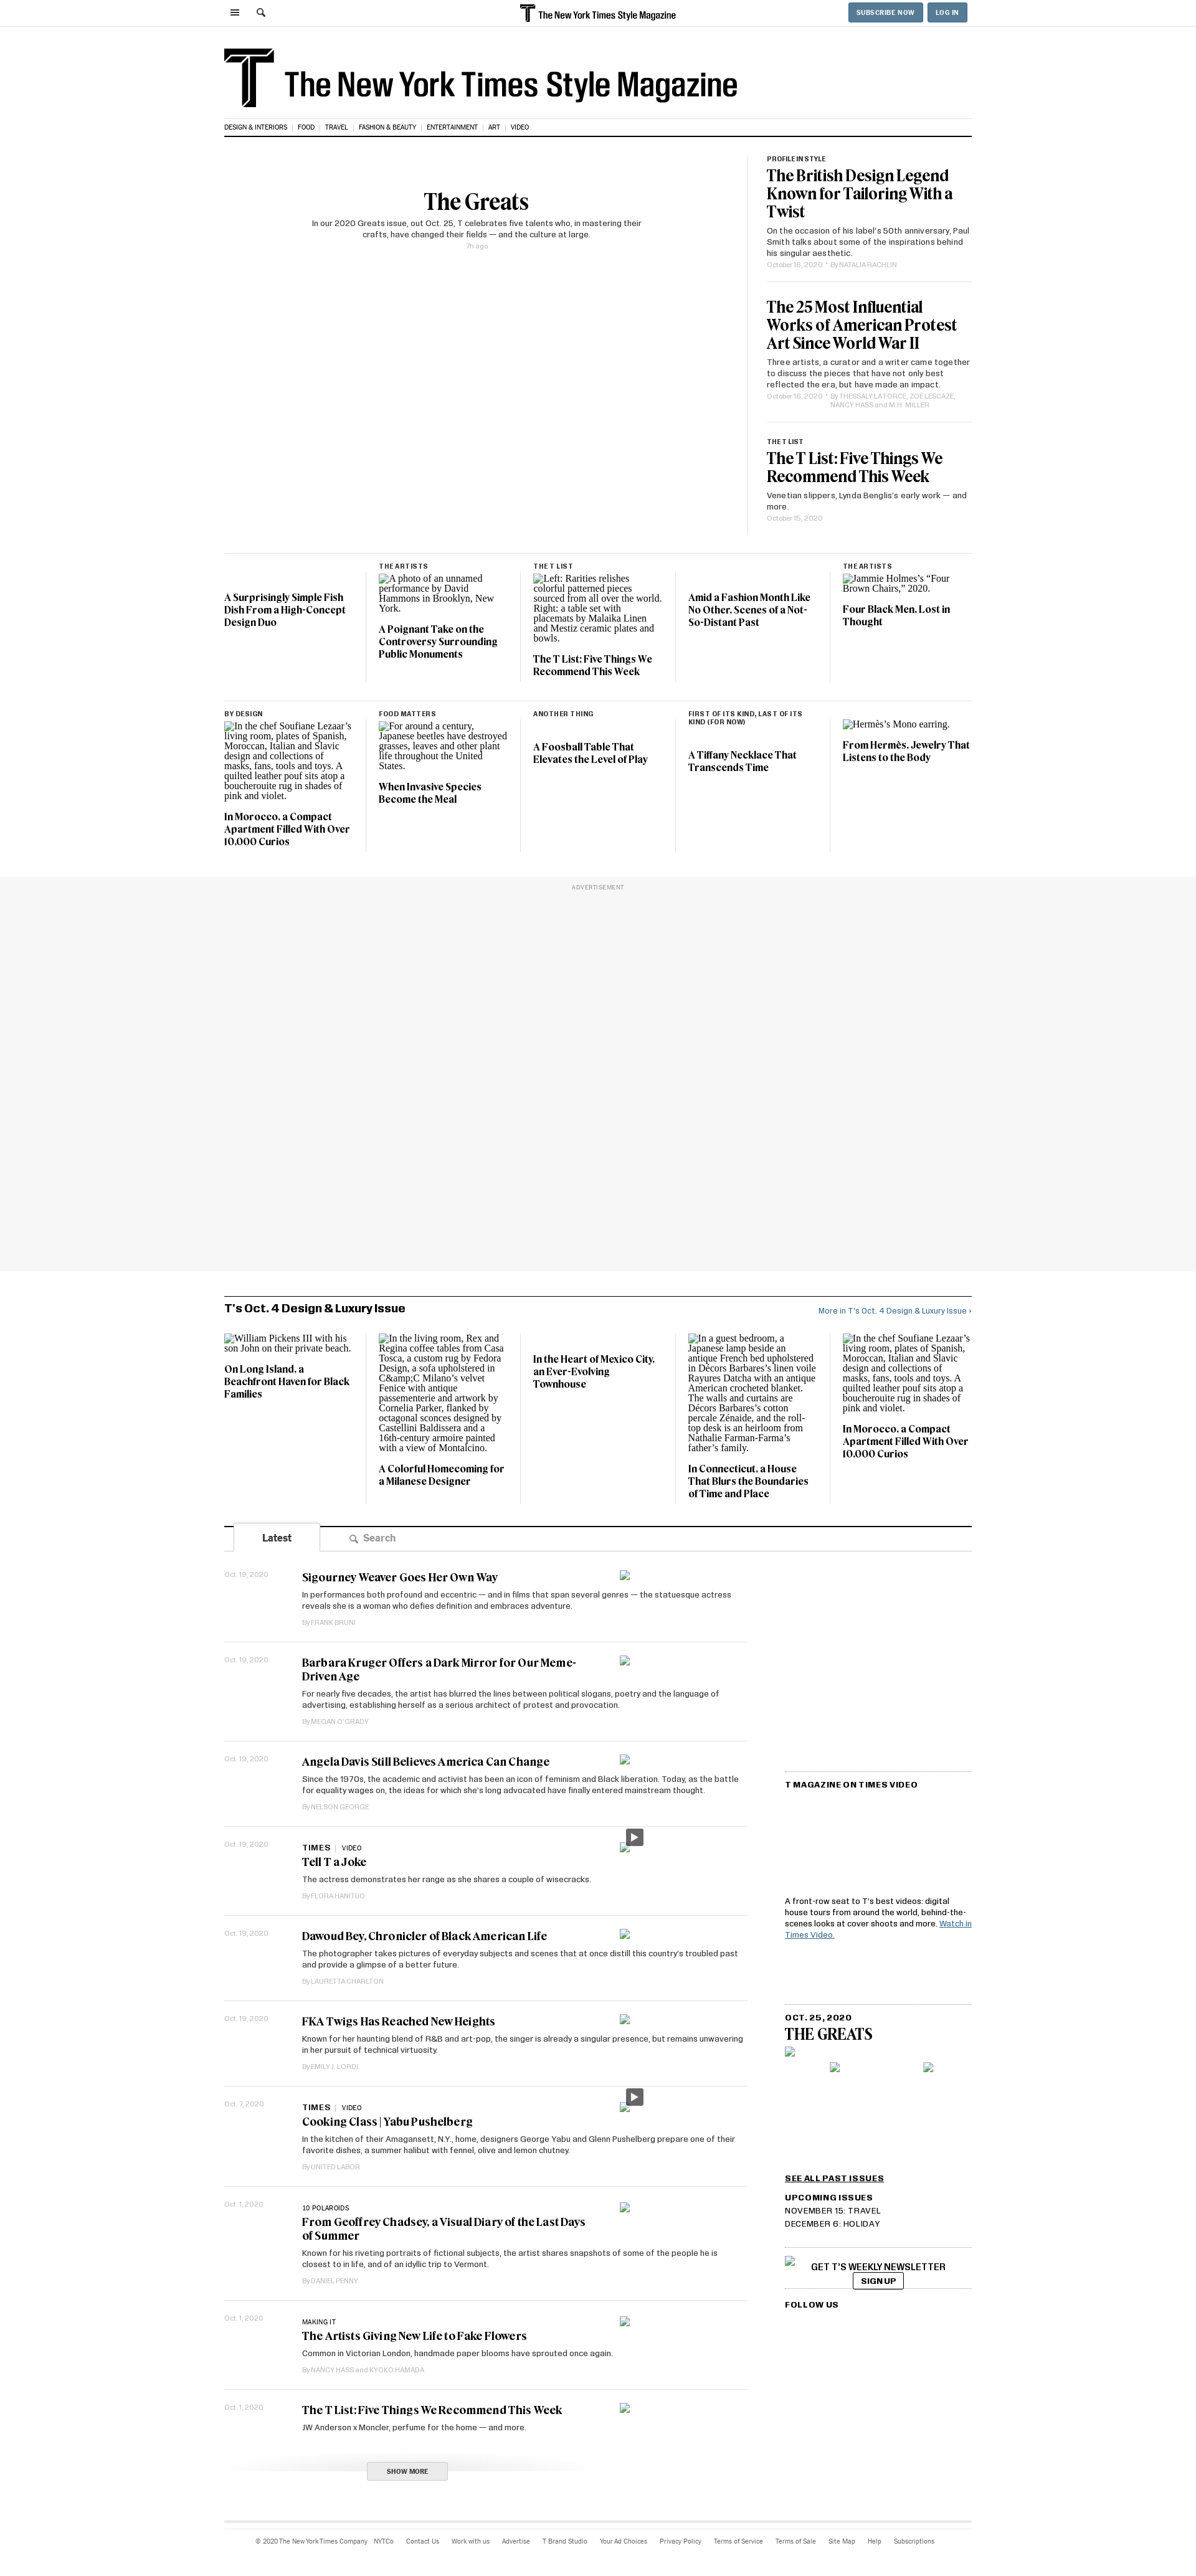 The New York Times Style Magazine
SUBSCRIBE NOW
LOG IN
The New York Times Style Magazine
DESIGN & INTERIORS
FOOD
TRAVEL
FASHION & BEAUTY
ENTERTAINMENT
ART
VIDEO
The Greats
In our 2020 Greats issue, out Oct. 25, T celebrates five talents who, in mastering their
crafts, have changed their fields — and the culture at large.
7h ago
PROFILE IN STYLE
The British Design Legend
Known for Tailoring With a
Twist
On the occasion of his label's 50th anniversary, Paul
Smith talks about some of the inspirations behind
his singular aesthetic.
October 16, 2020 • By NATALIA RACHLIN
The 25 Most Influential
Works of American Protest
Art Since World War II
Three artists, a curator and a writer came together
to discuss the pieces that have not only best
reflected the era, but have made an impact.
October 16, 2020 • By THESSALY LA FORCE, ZOË LESCAZE,
NANCY HASS and M.H. MILLER
THE T LIST
The T List: Five Things We
Recommend This Week
Venetian slippers, Lynda Benglis's early work — and
more.
October 15, 2020
A Surprisingly Simple Fish
Dish From a High-Concept
Design Duo
THE ARTISTS
A photo of an unnamed
performance by David
Hammons in Brooklyn, New
York.
A Poignant Take on the
Controversy Surrounding
Public Monuments
THE T LIST
Left: Rarities relishes
colorful patterned pieces
sourced from all over the world.
Right: a table set with
placemats by Malaika Linen
and Mestiz ceramic plates and
bowls.
The T List: Five Things We
Recommend This Week
Amid a Fashion Month Like
No Other, Scenes of a Not-
So-Distant Past
THE ARTISTS
Jammie Holmes's “Four
Brown Chairs,” 2020.
Four Black Men, Lost in
Thought
BY DESIGN
In the chef Soufiane Lezaar's
living room, plates of Spanish,
Moroccan, Italian and Slavic
design and collections of
masks, fans, tools and toys. A
quilted leather pouf sits atop a
boucherouite rug in shades of
pink and violet.
In Morocco, a Compact
Apartment Filled With Over
10,000 Curios
FOOD MATTERS
For around a century,
Japanese beetles have destroyed
grasses, leaves and other plant
life throughout the United
States.
When Invasive Species
Become the Meal
ANOTHER THING
A Foosball Table That
Elevates the Level of Play
FIRST OF ITS KIND, LAST OF ITS
KIND (FOR NOW)
A Tiffany Necklace That
Transcends Time
Hermès's Mono earring.
From Hermès, Jewelry That
Listens to the Body
ADVERTISEMENT
T's Oct. 4 Design & Luxury Issue
More in T's Oct. 4 Design & Luxury Issue »
William Pickens III with his
son John on their private beach.
On Long Island, a
Beachfront Haven for Black
Families
In the living room, Rex and
Regina coffee tables from Casa
Tosca, a custom rug by Fedora
Design, a sofa upholstered in
C&amp;C Milano's velvet
Fenice with antique
passementerie and artwork by
Cornelia Parker, flanked by
octagonal sconces designed by
Castellini Baldissera and a
16th-century armoire painted
with a view of Montalcino.
A Colorful Homecoming for
a Milanese Designer
In the Heart of Mexico City,
an Ever-Evolving
Townhouse
In a guest bedroom, a
Japanese lamp beside an
antique French bed upholstered
in Décors Barbares's linen voile
Rayures Datcha with an antique
American crocheted blanket.
The walls and curtains are
Décors Barbares's cotton
percale Zénaide, and the roll-
top desk is an heirloom from
Nathalie Farman-Farma's
father's family.
In Connecticut, a House
That Blurs the Boundaries
of Time and Place
In the chef Soufiane Lezaar's
living room, plates of Spanish,
Moroccan, Italian and Slavic
design and collections of
masks, fans, tools and toys. A
quilted leather pouf sits atop a
boucherouite rug in shades of
pink and violet.
In Morocco, a Compact
Apartment Filled With Over
10,000 Curios
Latest
Search
Oct. 19, 2020
Sigourney Weaver Goes Her Own Way
In performances both profound and eccentric — and in films that span several genres — the statuesque actress
reveals she is a woman who defies definition and embraces adventure.
By FRANK BRUNI
Oct. 19, 2020
Barbara Kruger Offers a Dark Mirror for Our Meme-
Driven Age
For nearly five decades, the artist has blurred the lines between political slogans, poetry and the language of
advertising, establishing herself as a serious architect of protest and provocation.
By MEGAN O'GRADY
Oct. 19, 2020
Angela Davis Still Believes America Can Change
Since the 1970s, the academic and activist has been an icon of feminism and Black liberation. Today, as the battle
for equality wages on, the ideas for which she's long advocated have finally entered mainstream thought.
By NELSON GEORGE
Oct. 19, 2020
TIMES | VIDEO
Tell T a Joke
The actress demonstrates her range as she shares a couple of wisecracks.
By FLORA HANITIJO
Oct. 19, 2020
Dawoud Bey, Chronicler of Black American Life
The photographer takes pictures of everyday subjects and scenes that at once distill this country's troubled past
and provide a glimpse of a better future.
By LAURETTA CHARLTON
Oct. 19, 2020
FKA Twigs Has Reached New Heights
Known for her haunting blend of R&B and art-pop, the singer is already a singular presence, but remains unwavering
in her pursuit of technical virtuosity.
By EMILY J. LORDI
Oct. 7, 2020
TIMES | VIDEO
Cooking Class | Yabu Pushelberg
In the kitchen of their Amagansett, N.Y., home, designers George Yabu and Glenn Pushelberg prepare one of their
favorite dishes, a summer halibut with fennel, olive and lemon chutney.
By UNITED LABOR
Oct. 1, 2020
10 POLAROIDS
From Geoffrey Chadsey, a Visual Diary of the Last Days
of Summer
Known for his riveting portraits of fictional subjects, the artist shares snapshots of some of the people he is
closest to in life, and of an idyllic trip to Vermont.
By DANIEL PENNY
Oct. 1, 2020
MAKING IT
The Artists Giving New Life to Fake Flowers
Common in Victorian London, handmade paper blooms have sprouted once again.
By NANCY HASS and KYOKO HAMADA
Oct. 1, 2020
The T List: Five Things We Recommend This Week
JW Anderson x Moncler, perfume for the home — and more.
SHOW MORE
T MAGAZINE ON TIMES VIDEO
A front-row seat to T's best videos: digital
house tours from around the world, behind-the-
scenes looks at cover shoots and more. Watch in
Times Video.
OCT. 25, 2020
THE GREATS
SEE ALL PAST ISSUES
UPCOMING ISSUES
NOVEMBER 15: TRAVEL
DECEMBER 6: HOLIDAY
GET T'S WEEKLY NEWSLETTER
SIGN UP
FOLLOW US
© 2020 The New York Times Company
NYTCo
Contact Us
Work with us
Advertise
T Brand Studio
Your Ad Choices
Privacy Policy
Terms of Service
Terms of Sale
Site Map
Help
Subscriptions